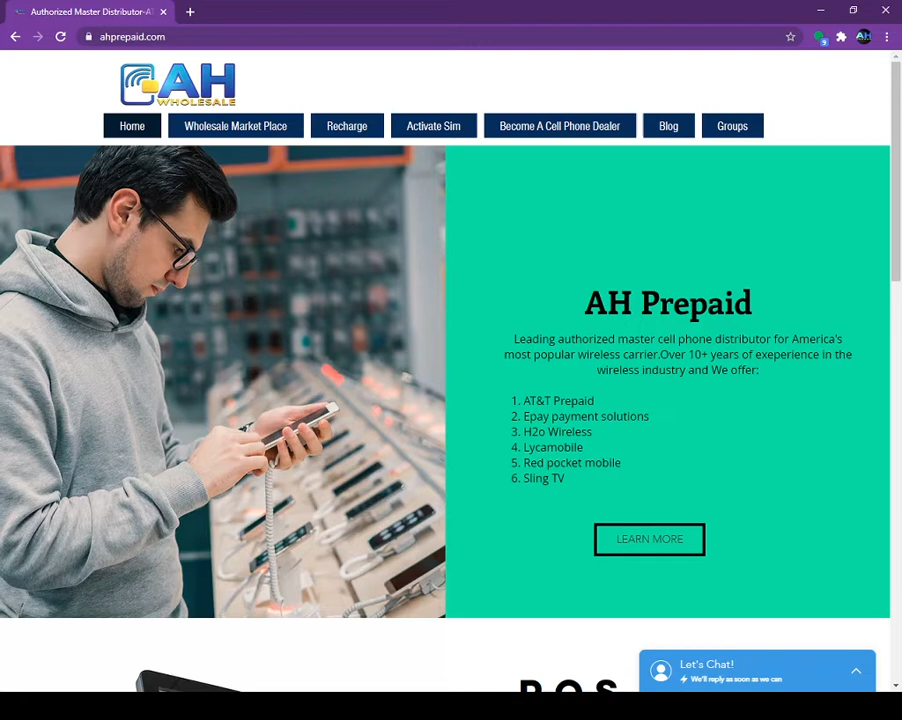 Authorized Master Distributor-AT
ahprepaid.com
9
AH
AH
WHOLESALE
Home
Wholesale Market Place
Recharge
Activate Sim
Become A Cell Phone Dealer
Blog
Groups
AH Prepaid
Leading authorized master cell phone distributor for America's
most popular wireless carrier.Over 10+ years of exeperience in the
wireless industry and We offer:
1. AT&T Prepaid
2. Epay payment solutions
3. H2o Wireless
4. Lycamobile
5. Red pocket mobile
6. Sling TV
LEARN MORE
POS
Let's Chat!
We'll reply as soon as we can